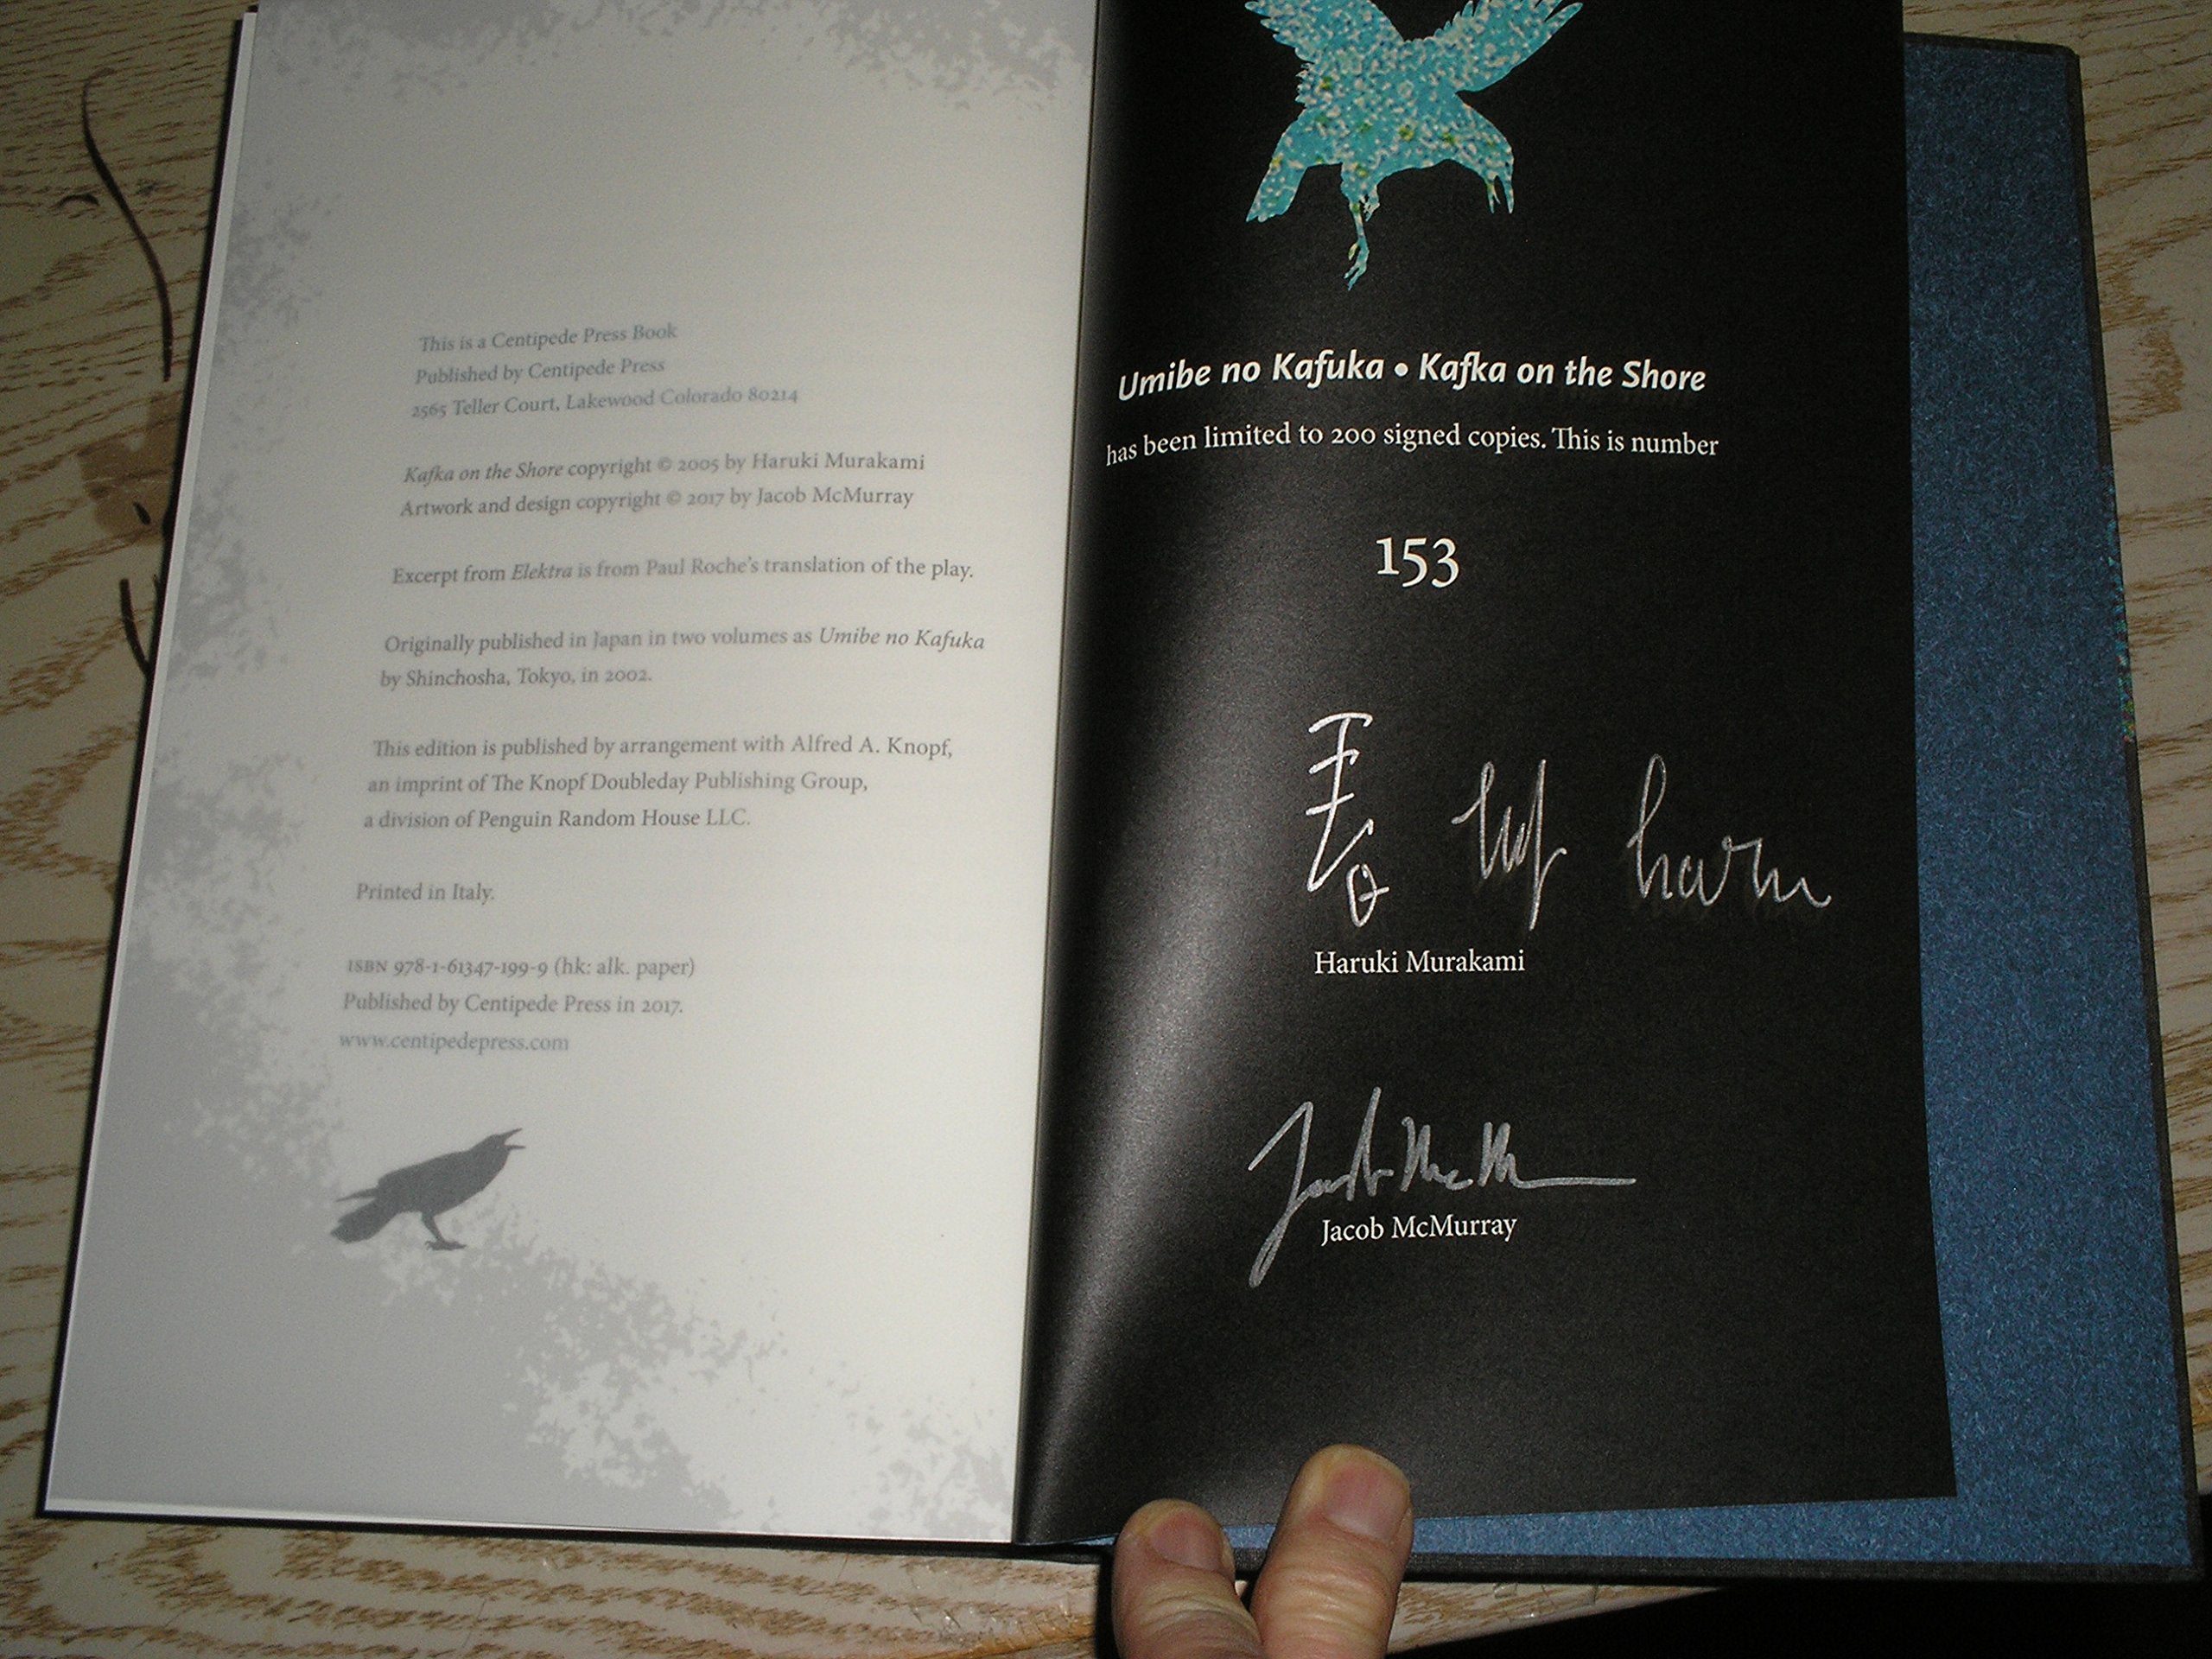 This is a Centipede Press Book
Published by Centipede Press
2565 Teller Court, Lakewood Colorado 80214
Kafka on the Shore copyright © 2005 by Haruki Murakami
Artwork and design copyright © 2017 by Jacob McMurray
Excerpt from Elektra is from Paul Roche's translation of the play.
Originally published in Japan in two volumes as Umibe no Kafuka
by Shinchosha, Tokyo, in 2002.
This edition is published by arrangement with Alfred A. Knopf,
an imprint of The Knopf Doubleday Publishing Group,
a division of Penguin Random House LLC.
Printed in Italy.
ISBN 978-1-61347-199-9 (hk: alk. paper)
Published by Centipede Press in 2017.
www.centipedepress.com
Umibe no Kafuka • Kafka on the Shore
has been limited to 200 signed copies. This is number
153
Haruki Murakami
Jacob McMurray